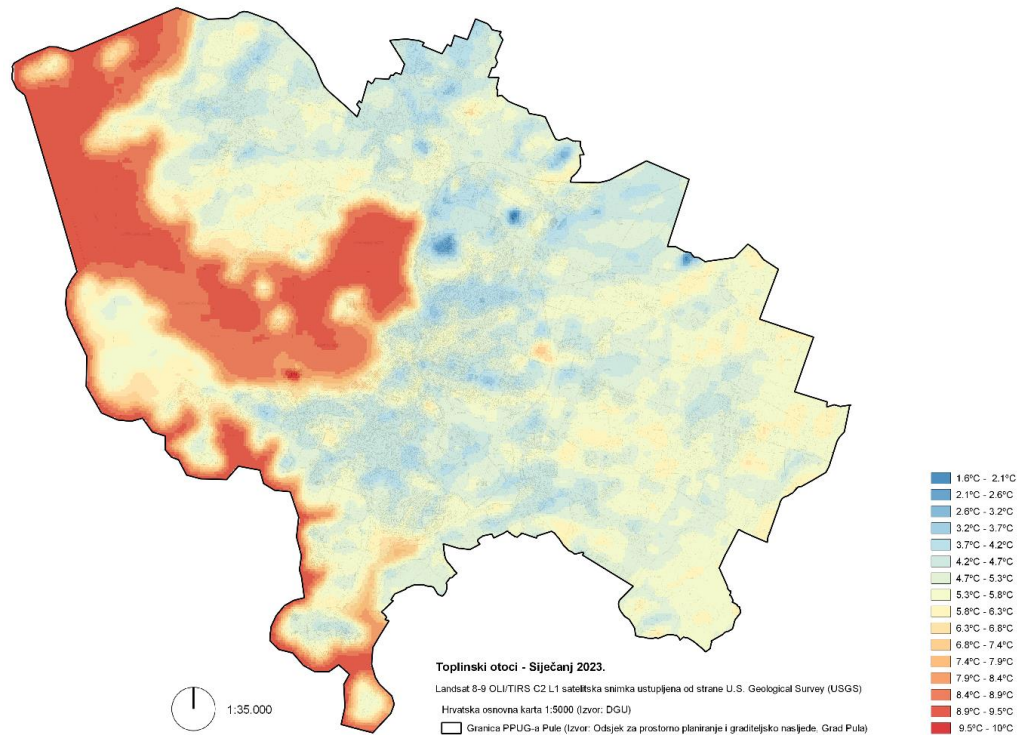 1.6°C - 2.1°C
2.1°C - 2.6°C
2.6°C - 3.2°C
3.2°C - 3.7°C
3.7°C - 4.2°C
4.2°C - 4.7°C
4.7°C - 5.3°C
5.3°C - 5.8°C
5.8°C - 6.3°C
6.3°C - 6.8°C
6.8°C - 7.4°C
7.4°C - 7.9°C
7.9°C - 8.4°C
8.4°C - 8.9°C
8.9°C - 9.5°C
9.5°C - 10°C
Toplinski otoci - Siječanj 2023.
Landsat 8-9 OLI/TIRS C2 L1 satelitska snimka ustupljena od strane U.S. Geological Survey (USGS)
Hrvatska osnovna karta 1:5000 (Izvor: DGU)
Granica PPUG-a Pule (Izvor: Odsjek za prostorno planiranje i graditeljsko nasljeđe, Grad Pula)
1:35.000